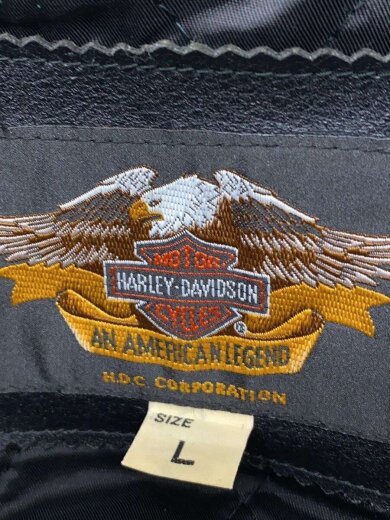 MOTOR
HARLEY-DAVIDSON
CYCLES
®
AN AMERICAN LEGEND
H.D.C. CORPORATION
SIZE
L